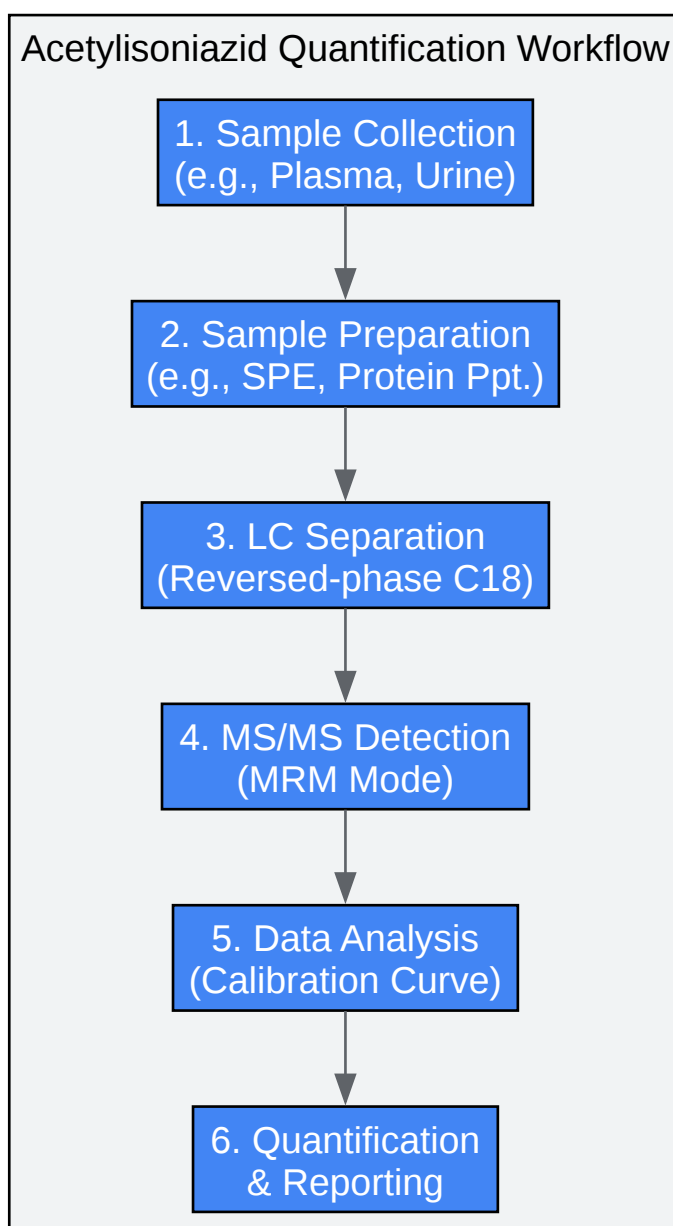 Acetylisoniazid Quantification Workflow
1. Sample Collection
(e.g., Plasma, Urine)
2. Sample Preparation
(e.g., SPE, Protein Ppt.)
3. LC Separation
(Reversed-phase C18)
4. MS/MS Detection
(MRM Mode)
5. Data Analysis
(Calibration Curve)
6. Quantification
& Reporting